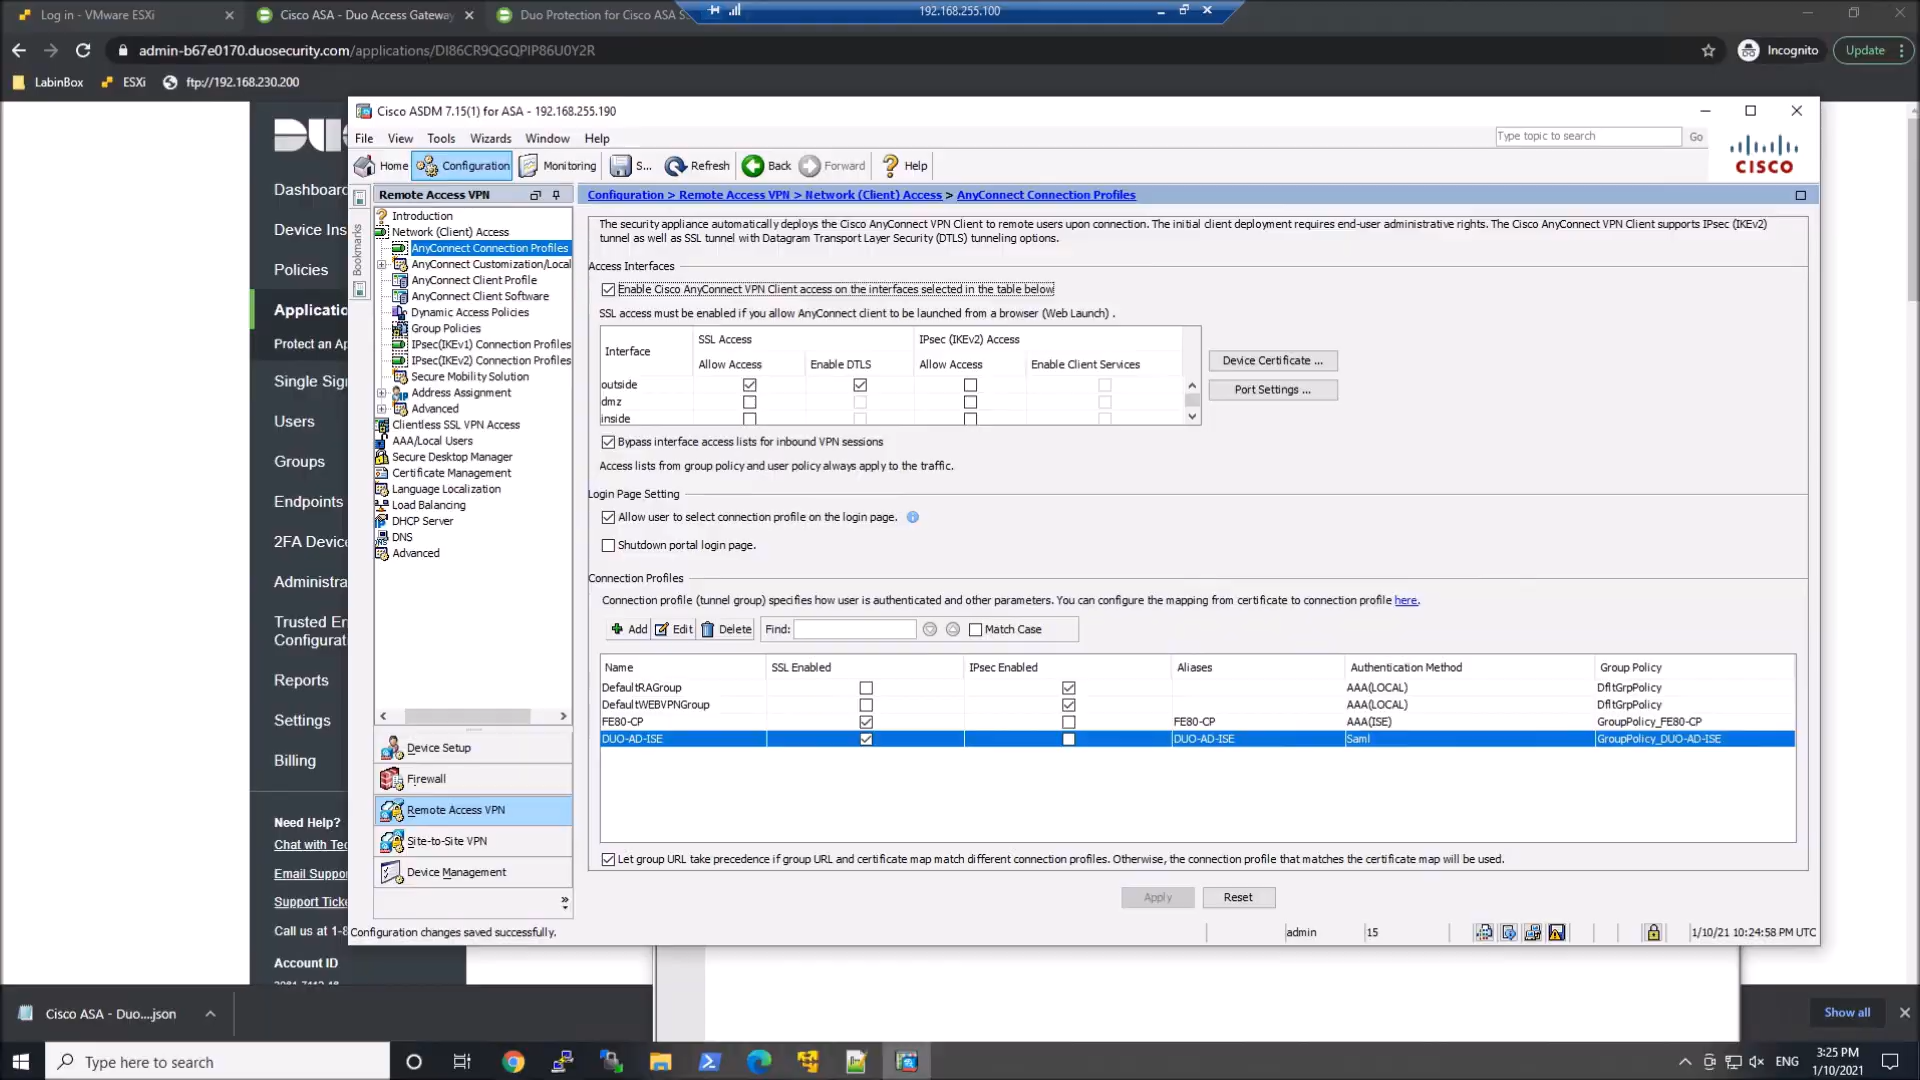 Log in - VMware ESXi
Cisco ASA - Duo Access Gateway
Duo Protection for Cisco ASA S
192.168.255.100
admin-b67e0170.duosecurity.com/applications/DI86CR9QGQPIP86U0Y2R
Incognito
Update
LabinBox
ESXi
ftp://192.168.230.200
Cisco ASDM 7.15(1) for ASA - 192.168.255.190
File View Tools Wizards Window Help
Type topic to search
Go
CISCO
Home
Configuration
Monitoring
S...
Refresh
Back
Forward
Help
Dashboard
Device Ins
Policies
Applicatio
Protect an Ap
Single Sig
Users
Groups
Endpoints
2FA Device
Administra
Trusted En
Configurat
Reports
Settings
Billing
Need Help?
Chat with Tec
Email Suppor
Support Ticke
Call us at 1-8
Account ID
Bookmarks
Remote Access VPN
Introduction
Network (Client) Access
AnyConnect Connection Profiles
AnyConnect Customization/Local
AnyConnect Client Profile
AnyConnect Client Software
Dynamic Access Policies
Group Policies
IPsec(IKEv1) Connection Profiles
IPsec(IKEv2) Connection Profiles
Secure Mobility Solution
Address Assignment
Advanced
Clientless SSL VPN Access
AAA/Local Users
Secure Desktop Manager
Certificate Management
Language Localization
Load Balancing
DHCP Server
DNS
Advanced
Device Setup
Firewall
Remote Access VPN
Site-to-Site VPN
Device Management
Configuration > Remote Access VPN > Network (Client) Access > AnyConnect Connection Profiles
The security appliance automatically deploys the Cisco AnyConnect VPN Client to remote users upon connection. The initial client deployment requires end-user administrative rights. The Cisco AnyConnect VPN Client supports IPsec (IKEv2)
tunnel as well as SSL tunnel with Datagram Transport Layer Security (DTLS) tunneling options.
Access Interfaces
Enable Cisco AnyConnect VPN Client access on the interfaces selected in the table below
SSL access must be enabled if you allow AnyConnect client to be launched from a browser (Web Launch) .
Interface
SSL Access
IPsec (IKEv2) Access
Allow Access
Enable DTLS
Allow Access
Enable Client Services
outside
dmz
inside
Device Certificate ...
Port Settings ...
Bypass interface access lists for inbound VPN sessions
Access lists from group policy and user policy always apply to the traffic.
Login Page Setting
Allow user to select connection profile on the login page.
Shutdown portal login page.
Connection Profiles
Connection profile (tunnel group) specifies how user is authenticated and other parameters. You can configure the mapping from certificate to connection profile here.
Add Edit Delete Find: Match Case
Name SSL Enabled IPsec Enabled Aliases Authentication Method Group Policy
DefaultRAGroup AAA(LOCAL) DfltGrpPolicy
DefaultWEBVPNGroup AAA(LOCAL) DfltGrpPolicy
FE80-CP FE80-CP AAA(ISE) GroupPolicy_FE80-CP
DUO-AD-ISE DUO-AD-ISE Saml GroupPolicy_DUO-AD-ISE
Let group URL take precedence if group URL and certificate map match different connection profiles. Otherwise, the connection profile that matches the certificate map will be used.
Apply
Reset
Configuration changes saved successfully.
admin
15
1/10/21 10:24:58 PM UTC
Cisco ASA - Duo....json
Show all
Type here to search
ENG
3:25 PM
1/10/2021